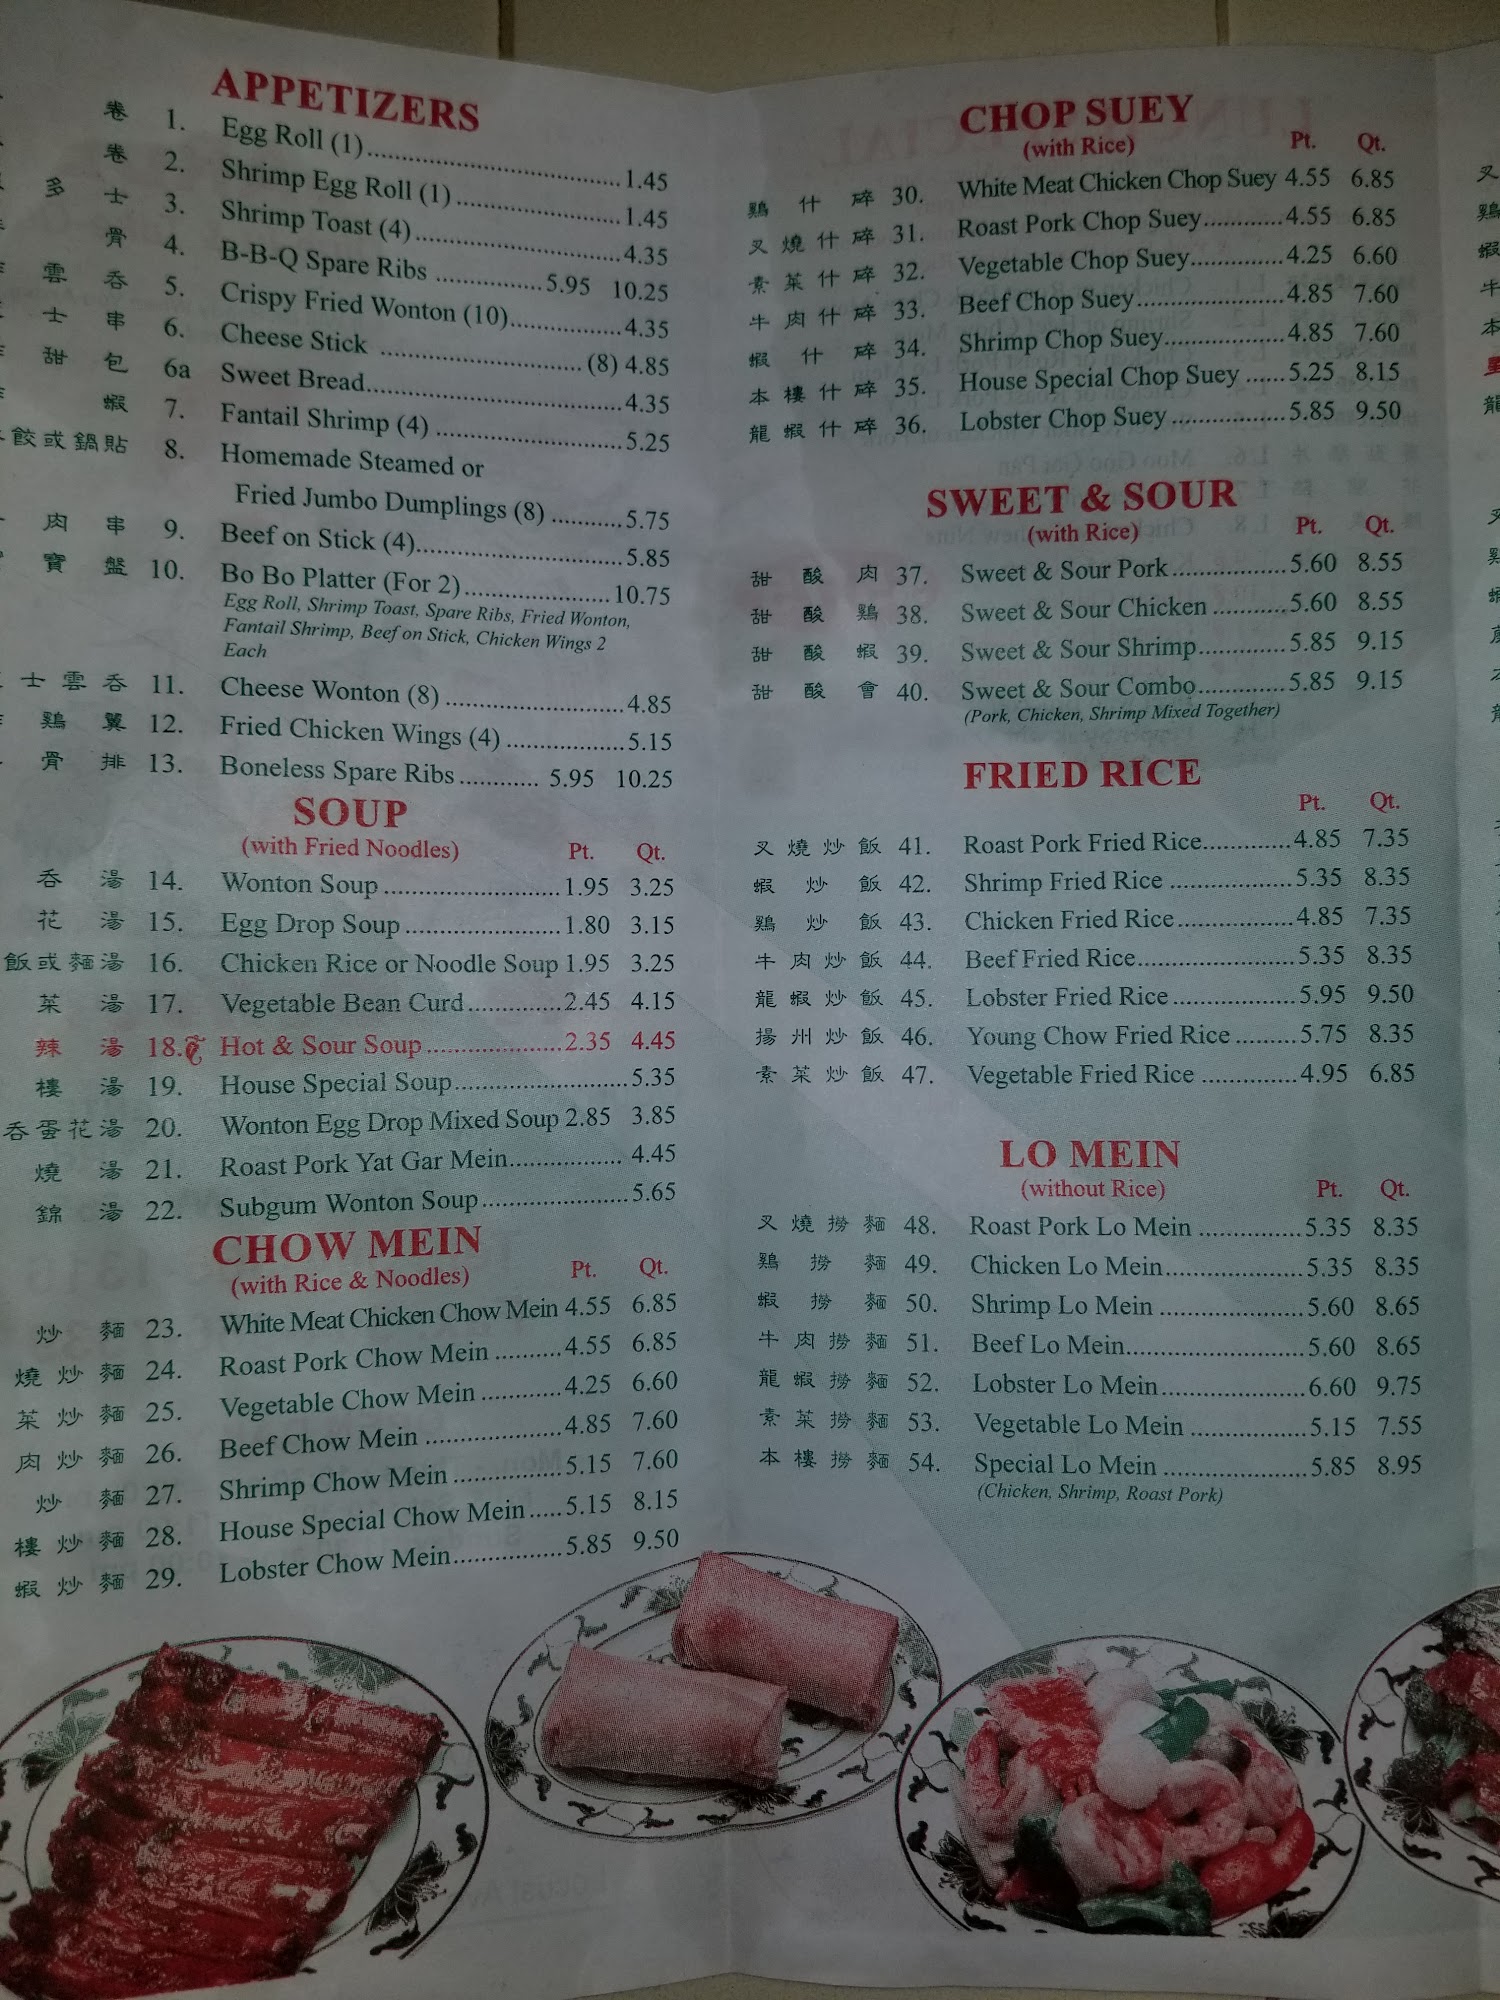 APPETIZERS
卷 1. Egg Roll (1) 1.45
卷 2. Shrimp Egg Roll (1) 1.45
多士 3. Shrimp Toast (4) 4.35
骨 4. B-B-Q Spare Ribs 5.95 10.25
雲吞 5. Crispy Fried Wonton (10) 4.35
士串 6. Cheese Stick (8) 4.85
甜包 6a Sweet Bread 4.35
蝦 7. Fantail Shrimp (4) 5.25
餃或鍋貼 8. Homemade Steamed or
Fried Jumbo Dumplings (8) 5.75
肉串 9. Beef on Stick (4) 5.85
寶盤 10. Bo Bo Platter (For 2) 10.75
Egg Roll, Shrimp Toast, Spare Ribs, Fried Wonton,
Fantail Shrimp, Beef on Stick, Chicken Wings 2
Each
士雲吞 11. Cheese Wonton (8) 4.85
鷄翼 12. Fried Chicken Wings (4) 5.15
骨排 13. Boneless Spare Ribs 5.95 10.25
SOUP
(with Fried Noodles) Pt. Qt.
吞湯 14. Wonton Soup 1.95 3.25
花湯 15. Egg Drop Soup 1.80 3.15
飯或麵湯 16. Chicken Rice or Noodle Soup 1.95 3.25
菜湯 17. Vegetable Bean Curd 2.45 4.15
辣湯 18. Hot & Sour Soup 2.35 4.45
樓湯 19. House Special Soup 5.35
吞蛋花湯 20. Wonton Egg Drop Mixed Soup 2.85 3.85
燒湯 21. Roast Pork Yat Gar Mein 4.45
錦湯 22. Subgum Wonton Soup 5.65
CHOW MEIN
(with Rice & Noodles) Pt. Qt.
炒麵 23. White Meat Chicken Chow Mein 4.55 6.85
燒炒麵 24. Roast Pork Chow Mein 4.55 6.85
菜炒麵 25. Vegetable Chow Mein 4.25 6.60
肉炒麵 26. Beef Chow Mein 4.85 7.60
炒麵 27. Shrimp Chow Mein 5.15 7.60
樓炒麵 28. House Special Chow Mein 5.15 8.15
蝦炒麵 29. Lobster Chow Mein 5.85 9.50
CHOP SUEY
(with Rice) Pt. Qt.
鷄什碎 30. White Meat Chicken Chop Suey 4.55 6.85
叉燒什碎 31. Roast Pork Chop Suey 4.55 6.85
素菜什碎 32. Vegetable Chop Suey 4.25 6.60
牛肉什碎 33. Beef Chop Suey 4.85 7.60
蝦什碎 34. Shrimp Chop Suey 4.85 7.60
本樓什碎 35. House Special Chop Suey 5.25 8.15
龍蝦什碎 36. Lobster Chop Suey 5.85 9.50
SWEET & SOUR
(with Rice) Pt. Qt.
甜酸肉 37. Sweet & Sour Pork 5.60 8.55
甜酸鷄 38. Sweet & Sour Chicken 5.60 8.55
甜酸蝦 39. Sweet & Sour Shrimp 5.85 9.15
甜酸會 40. Sweet & Sour Combo 5.85 9.15
(Pork, Chicken, Shrimp Mixed Together)
FRIED RICE
Pt. Qt.
叉燒炒飯 41. Roast Pork Fried Rice 4.85 7.35
蝦炒飯 42. Shrimp Fried Rice 5.35 8.35
鷄炒飯 43. Chicken Fried Rice 4.85 7.35
牛肉炒飯 44. Beef Fried Rice 5.35 8.35
龍蝦炒飯 45. Lobster Fried Rice 5.95 9.50
揚州炒飯 46. Young Chow Fried Rice 5.75 8.35
素菜炒飯 47. Vegetable Fried Rice 4.95 6.85
LO MEIN
(without Rice) Pt. Qt.
叉燒撈麵 48. Roast Pork Lo Mein 5.35 8.35
鷄撈麵 49. Chicken Lo Mein 5.35 8.35
蝦撈麵 50. Shrimp Lo Mein 5.60 8.65
牛肉撈麵 51. Beef Lo Mein 5.60 8.65
龍蝦撈麵 52. Lobster Lo Mein 6.60 9.75
素菜撈麵 53. Vegetable Lo Mein 5.15 7.55
本樓撈麵 54. Special Lo Mein 5.85 8.95
(Chicken, Shrimp, Roast Pork)